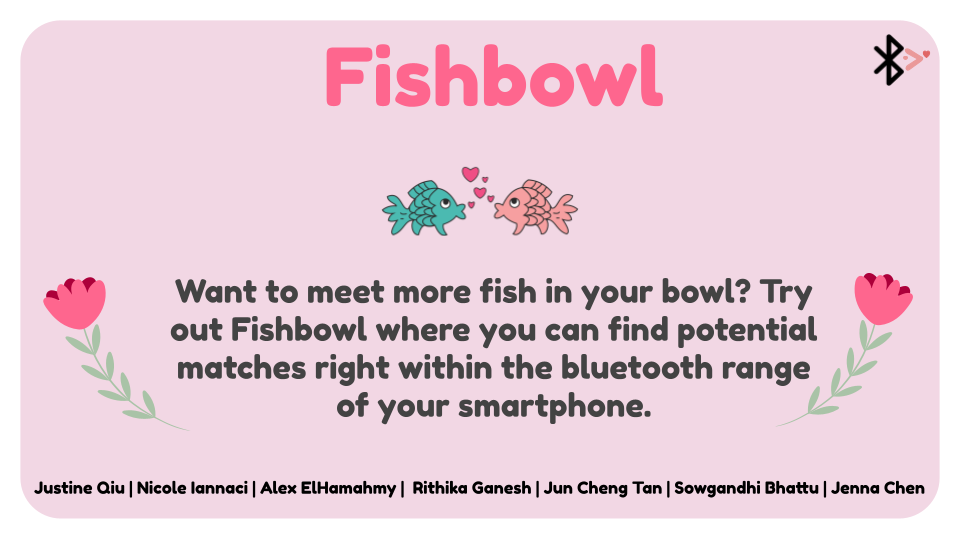 Fishbowl
Want to meet more fish in your bowl? Try
out Fishbowl where you can find potential
matches right within the bluetooth range
of your smartphone.
Justine Qiu | Nicole Iannaci | Alex ElHamahmy | Rithika Ganesh | Jun Cheng Tan | Sowgandhi Bhattu | Jenna Chen